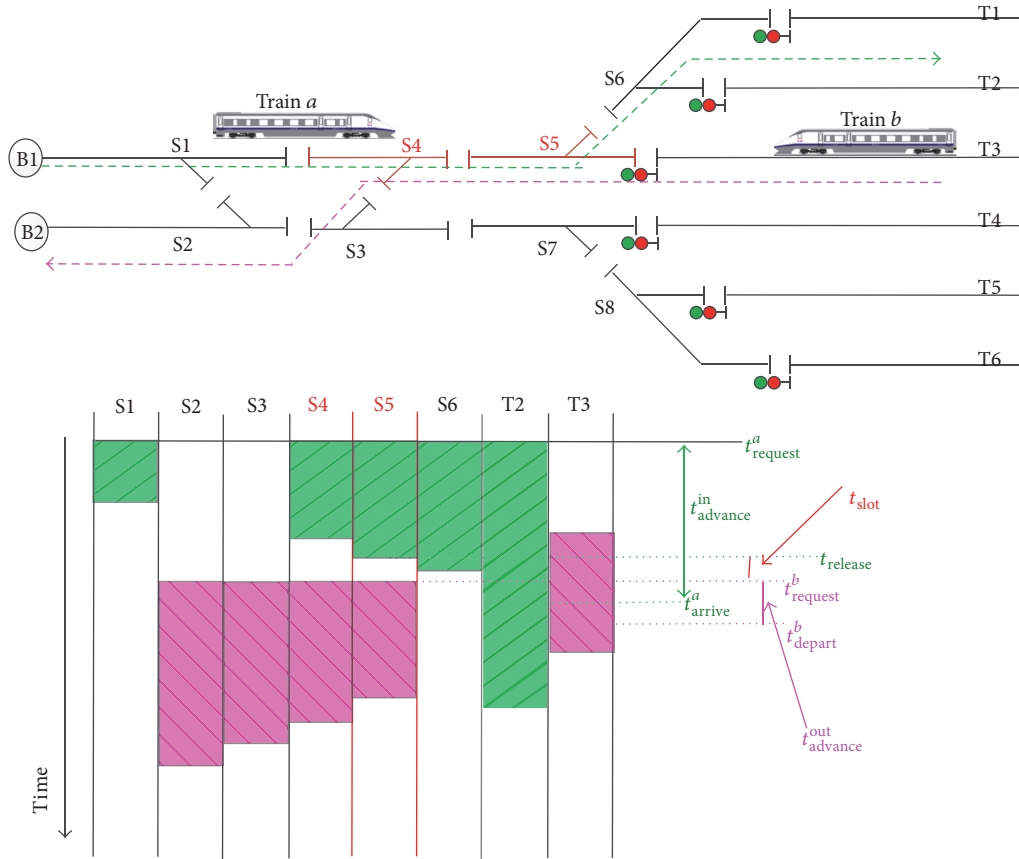 T1
S6
T2
Train a
Train b
S1
S4
S5
B1
T3
B2
S2
S3
S7
T4
S8
T5
T6
S1 S2 S3 S4 S5 S6 T2 T3
t^a_request
t^in_advance
t_slot
t_release
t^b_request
t^a_arrive
t^b_depart
t^out_advance
Time